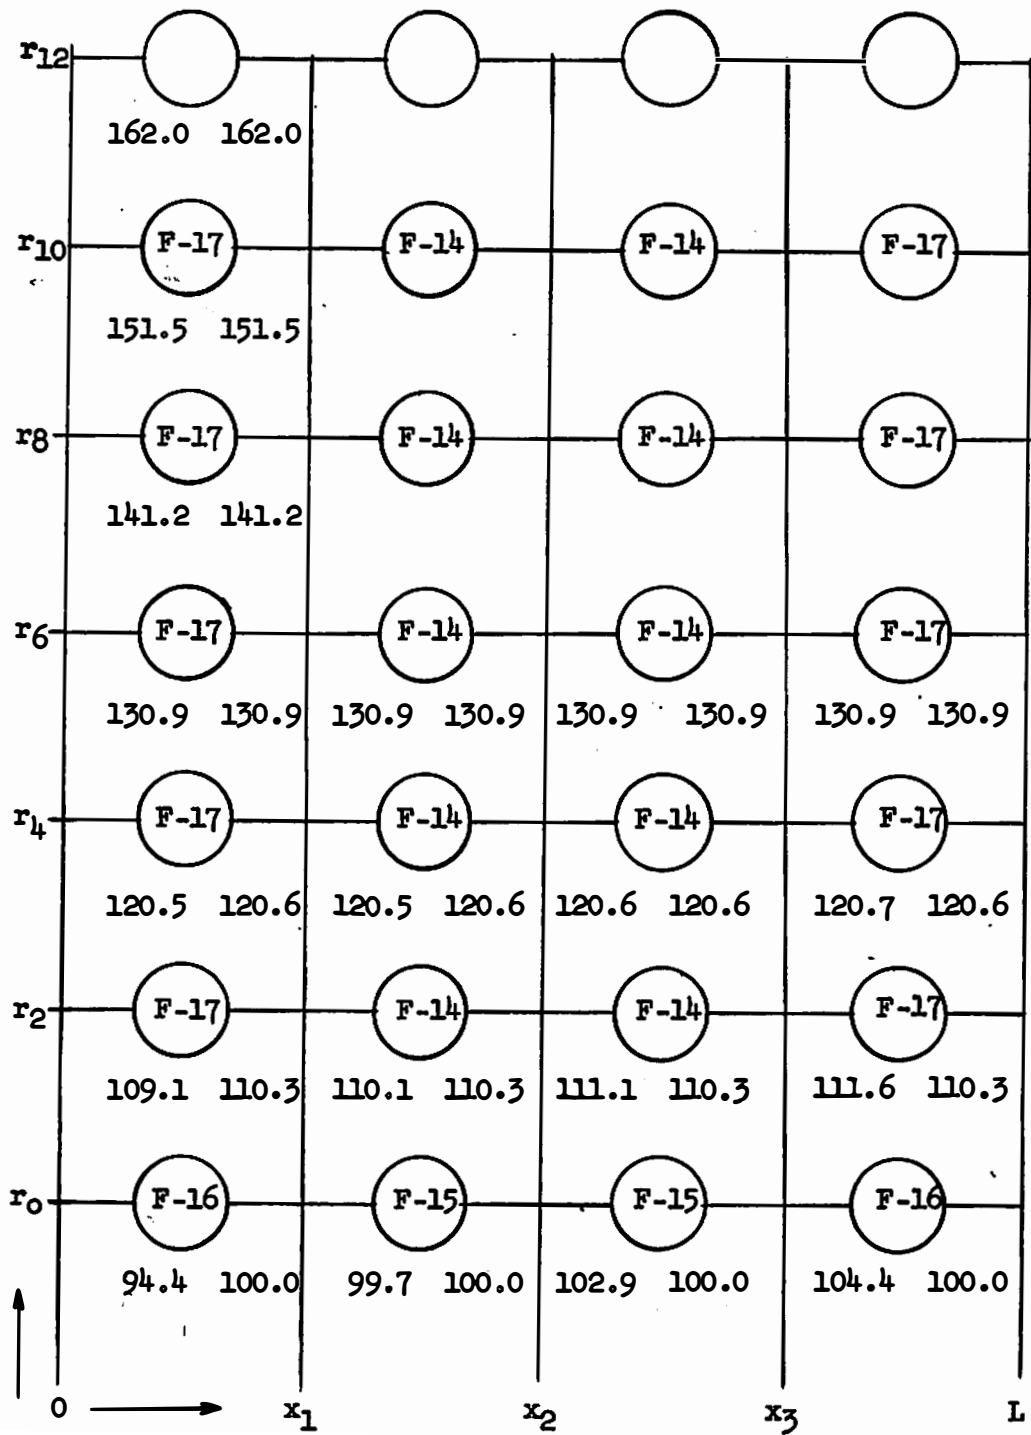 r12
162.0 162.0
r10 F-17 F-14 F-14 F-17
151.5 151.5
r8 F-17 F-14 F-14 F-17
141.2 141.2
r6 F-17 F-14 F-14 F-17
130.9 130.9 130.9 130.9 130.9 130.9 130.9 130.9
r4 F-17 F-14 F-14 F-17
120.5 120.6 120.5 120.6 120.6 120.6 120.7 120.6
r2 F-17 F-14 F-14 F-17
109.1 110.3 110.1 110.3 111.1 110.3 111.6 110.3
ro F-16 F-15 F-15 F-16
94.4 100.0 99.7 100.0 102.9 100.0 104.4 100.0
0 x1 x2 x3 L